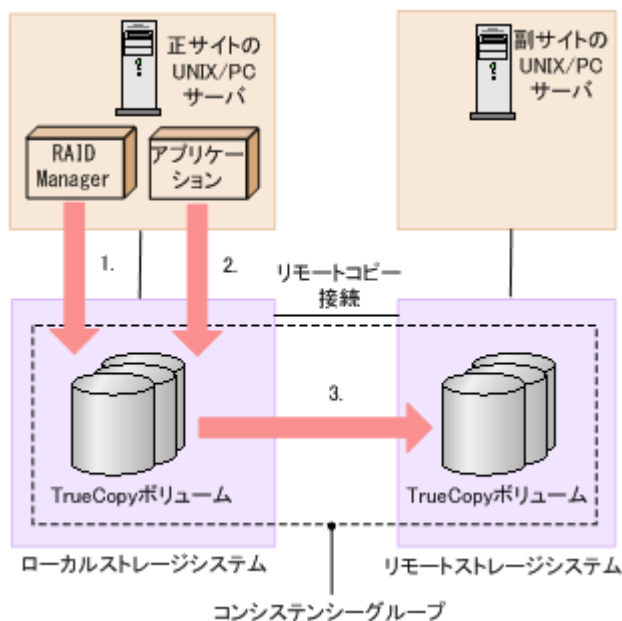 正サイトの
UNIX/PC
サーバ
副サイトの
UNIX/PC
サーバ
RAID
Manager
アプリケー
ション
1.
2.
リモートコピー
接続
3.
TrueCopyボリューム
TrueCopyボリューム
ローカルストレージシステム
リモートストレージシステム
コンシステンシーグループ